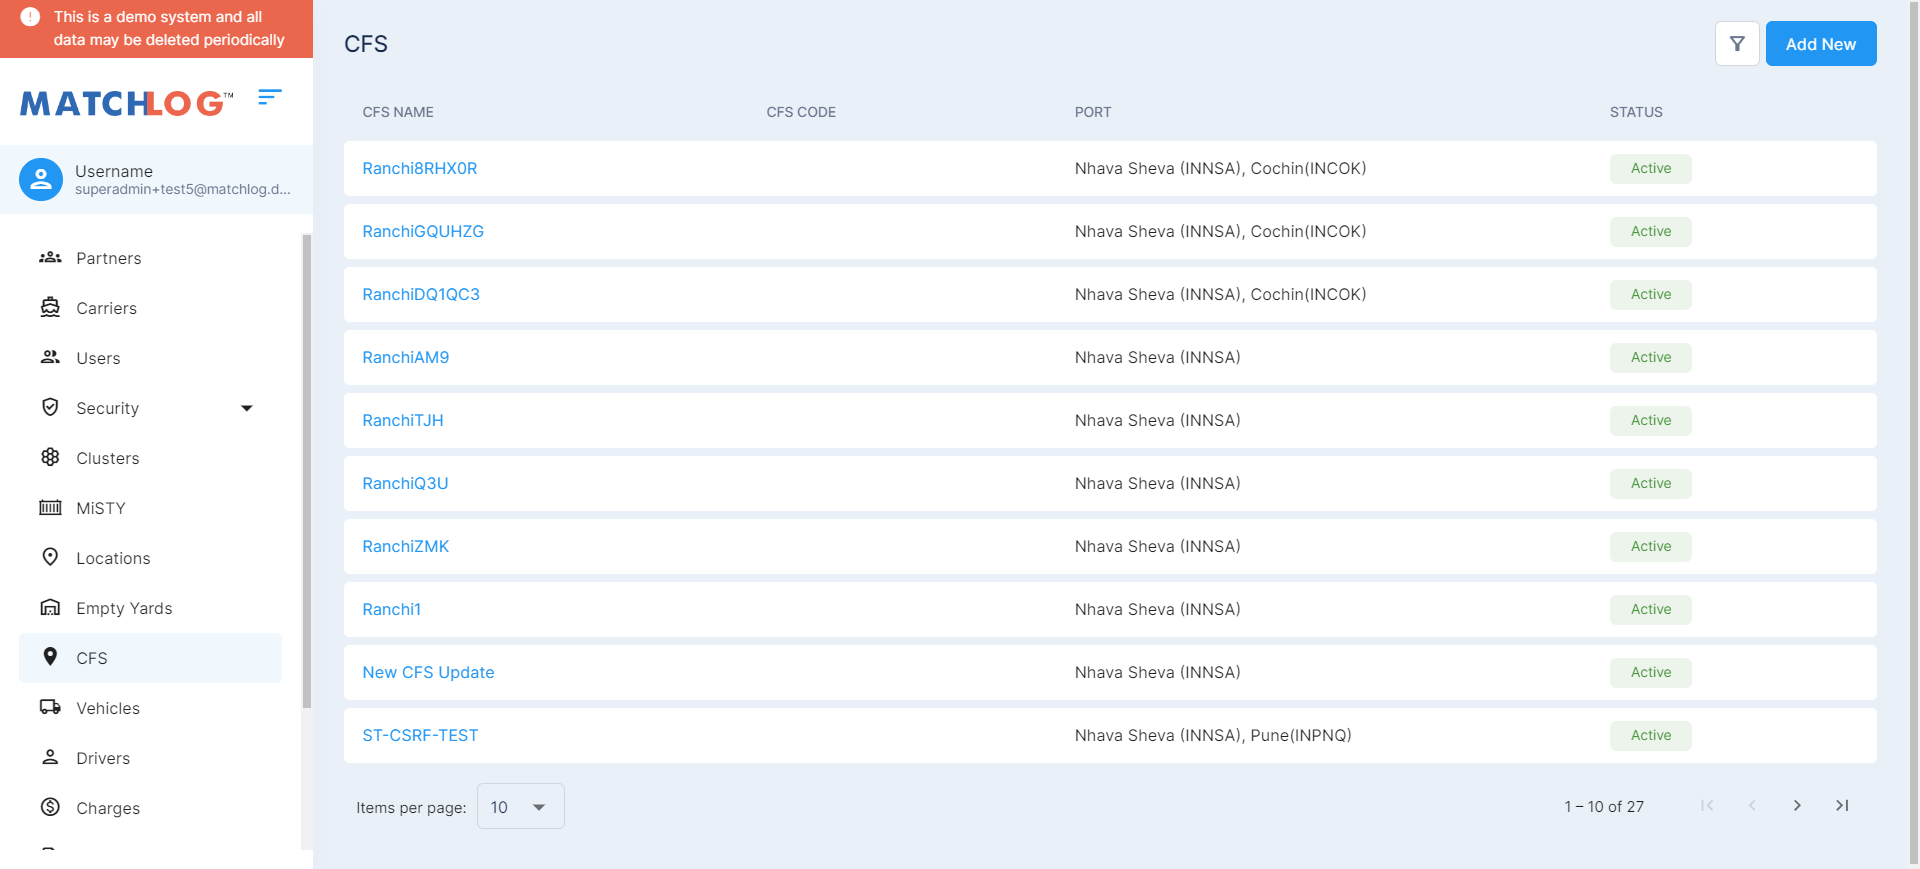 This is a demo system and all
data may be deleted periodically
MATCHLOG™
Username
superadmin+test5@matchlog.d...
Partners
Carriers
Users
Security
Clusters
MiSTY
Locations
Empty Yards
CFS
Vehicles
Drivers
Charges
CFS
Add New
CFS NAME CFS CODE PORT STATUS
Ranchi8RHX0R Nhava Sheva (INNSA), Cochin(INCOK) Active
RanchiGQUHZG Nhava Sheva (INNSA), Cochin(INCOK) Active
RanchiDQ1QC3 Nhava Sheva (INNSA), Cochin(INCOK) Active
RanchiAM9 Nhava Sheva (INNSA) Active
RanchiTJH Nhava Sheva (INNSA) Active
RanchiQ3U Nhava Sheva (INNSA) Active
RanchiZMK Nhava Sheva (INNSA) Active
Ranchi1 Nhava Sheva (INNSA) Active
New CFS Update Nhava Sheva (INNSA) Active
ST-CSRF-TEST Nhava Sheva (INNSA), Pune(INPNQ) Active
Items per page: 10 1 – 10 of 27